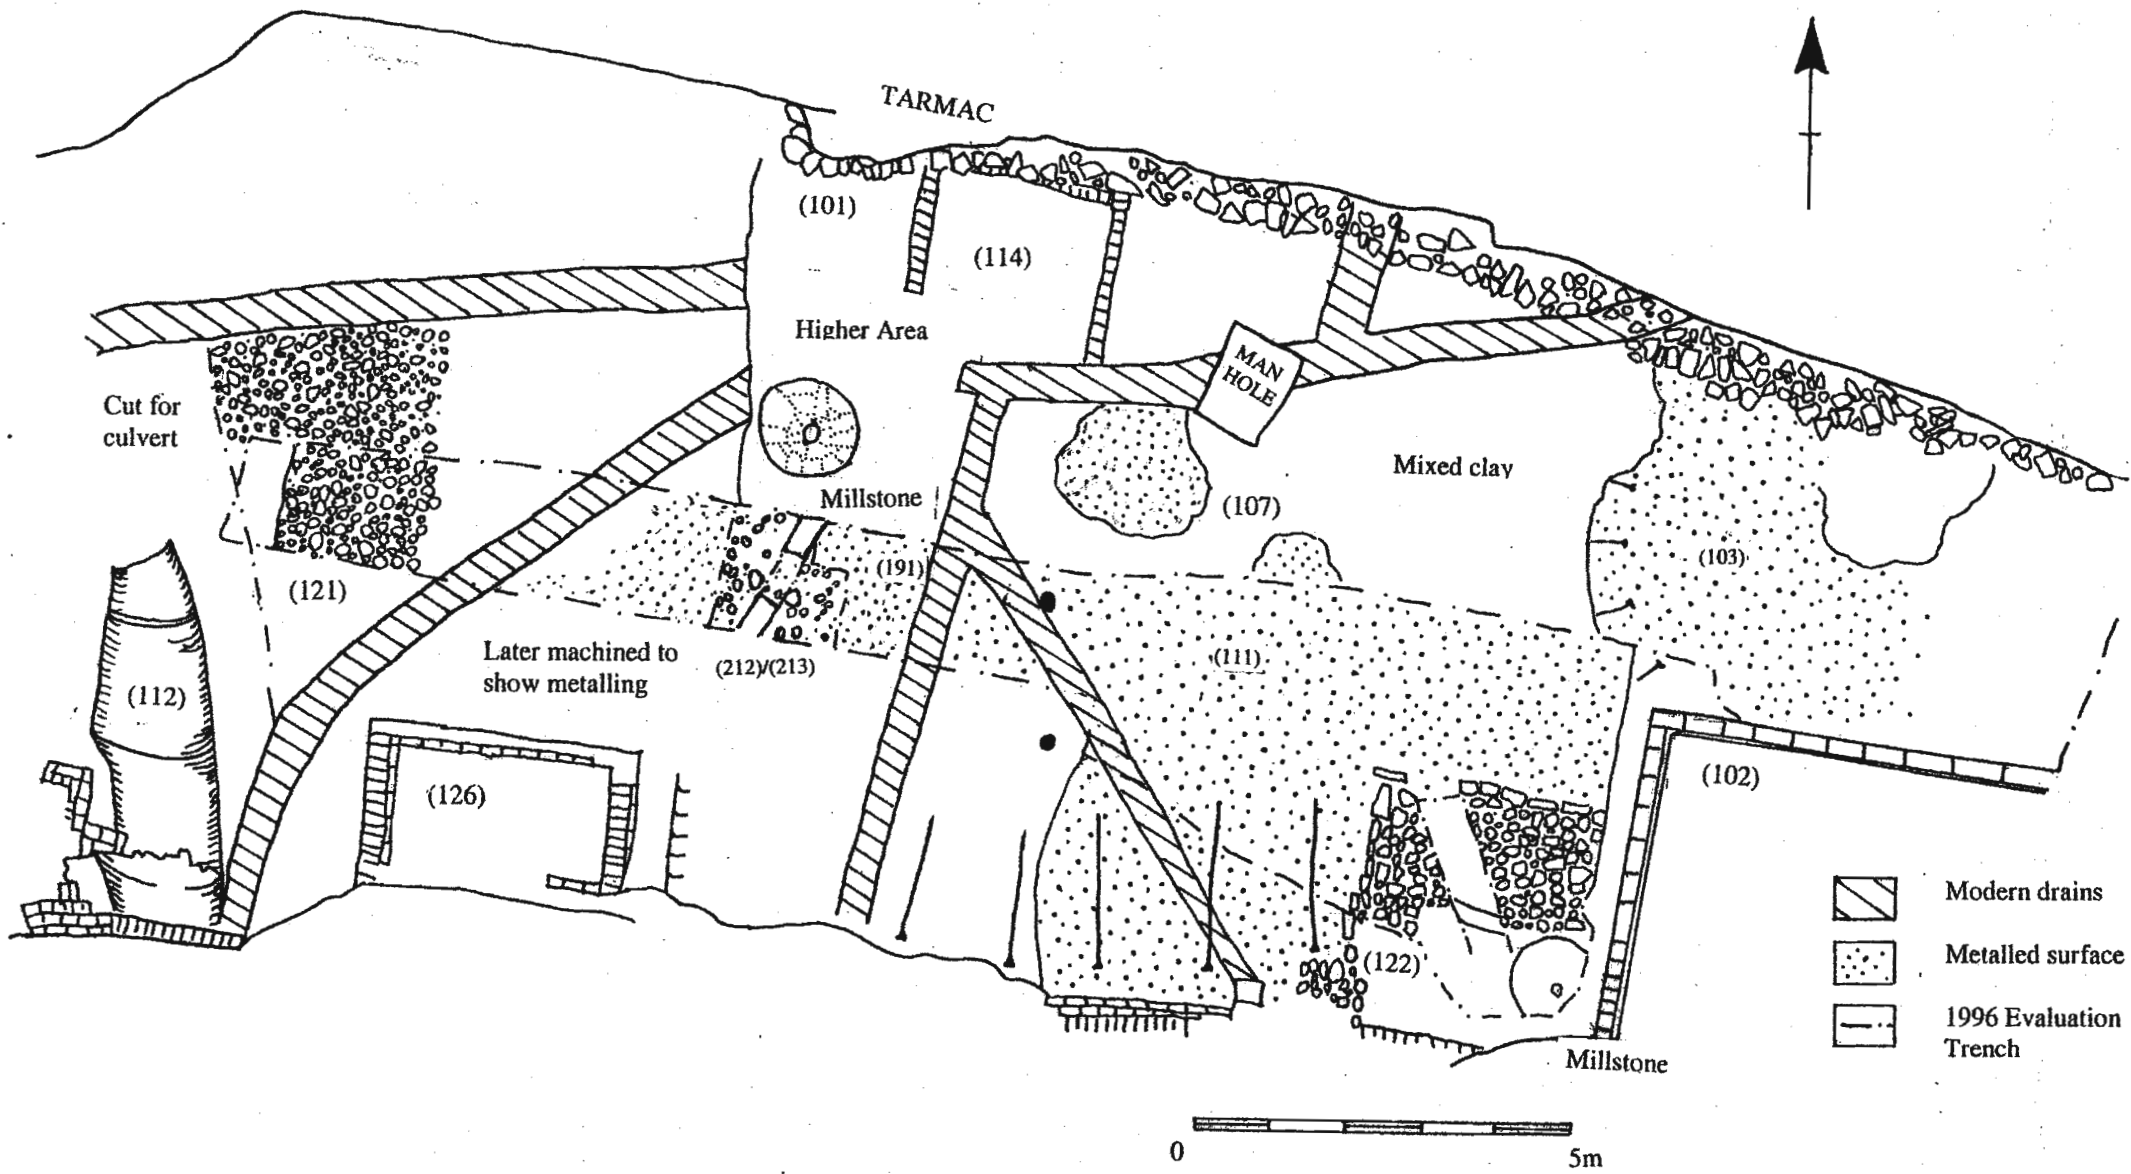 TARMAC
(101)
(114)
Higher Area
MAN
HOLE
Cut for
culvert
Mixed clay
Millstone
(107)
(103)
(191)
(121)
Later machined to
show metalling
(212)/(213)
(111)
(112)
(126)
(102)
(122)
Modern drains
Metalled surface
1996 Evaluation
Trench
Millstone
0
5m